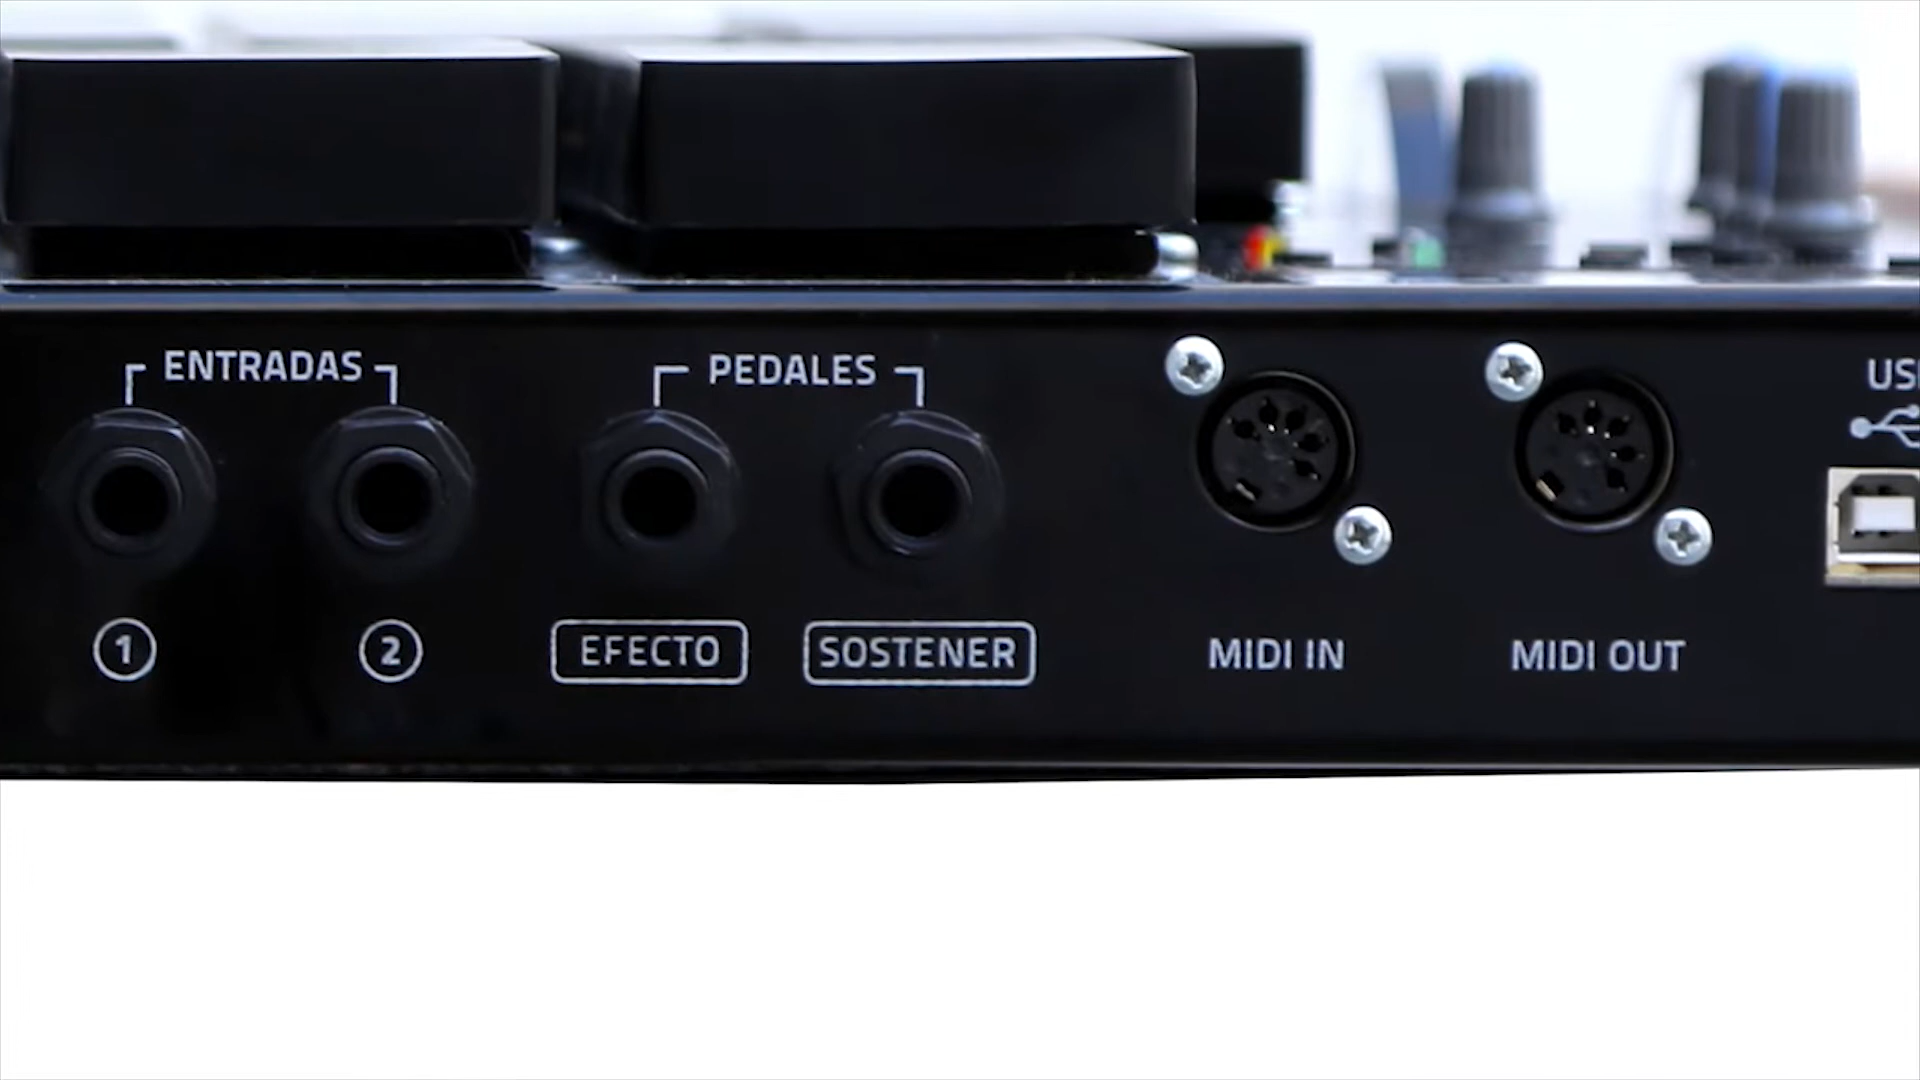 ENTRADAS
PEDALES
1
2
EFECTO
SOSTENER
MIDI IN
MIDI OUT